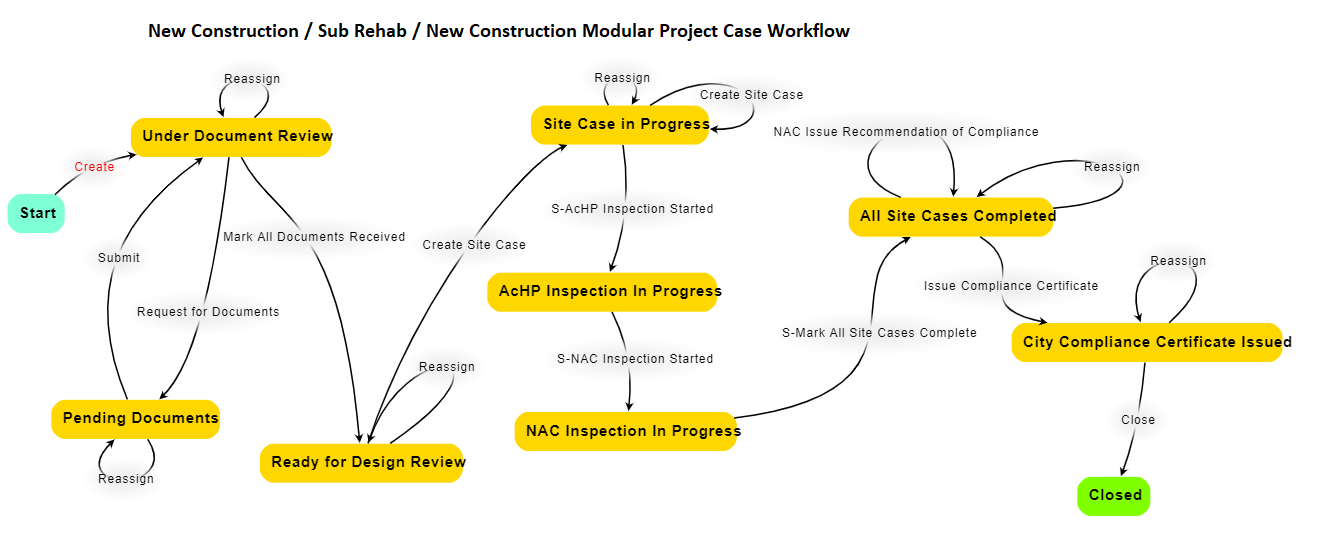 New Construction / Sub Rehab / New Construction Modular Project Case Workflow
Reassign
Under Document Review
Create
Start
Submit
Mark All Documents Received
Request for Documents
Pending Documents
Reassign
Reassign
Ready for Design Review
Create Site Case
Reassign
Create Site Case
Site Case in Progress
S-AcHP Inspection Started
AcHP Inspection In Progress
S-NAC Inspection Started
NAC Inspection In Progress
S-Mark All Site Cases Complete
NAC Issue Recommendation of Compliance
Reassign
All Site Cases Completed
Issue Compliance Certificate
Reassign
City Compliance Certificate Issued
Close
Closed